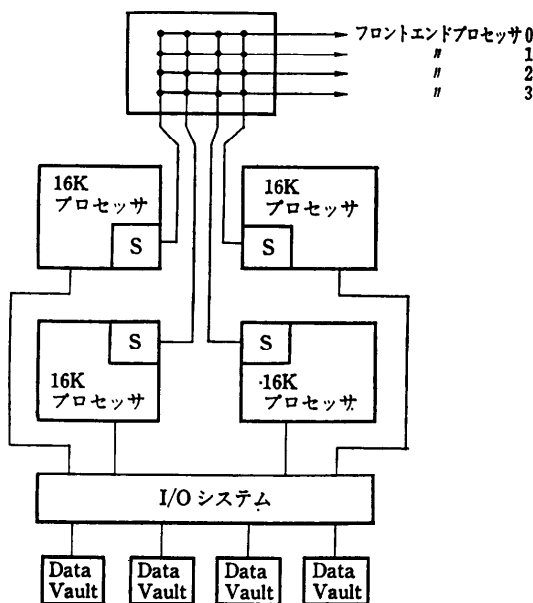 フロントエンドプロセッサ0
〃 1
〃 2
〃 3
16K
プロセッサ
S
16K
プロセッサ
S
S
16K
プロセッサ
S
16K
プロセッサ
I/O システム
Data
Vault
Data
Vault
Data
Vault
Data
Vault